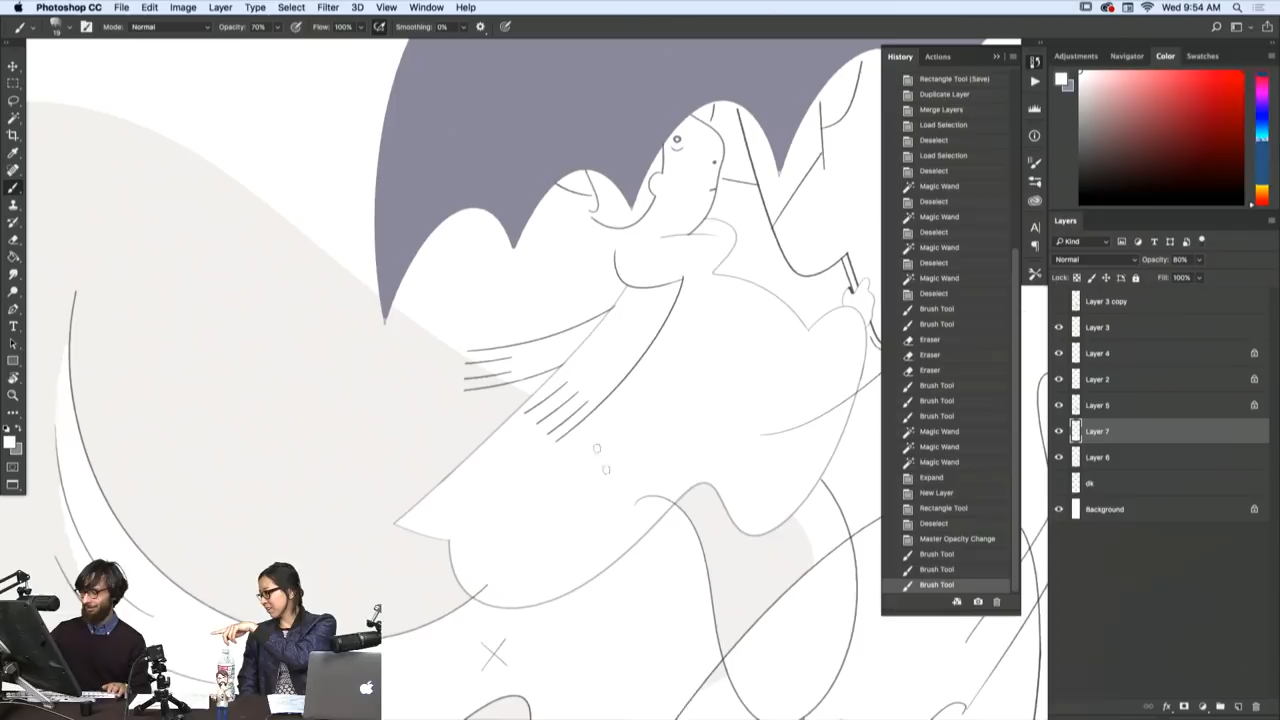 Photoshop CC File Edit Image Layer Type Select Filter 3D View Window Help Wed 9:54 AM
19 Mode: Normal Opacity: 70% Flow: 100% Smoothing: 0%
History Actions
Rectangle Tool (Save)
Duplicate Layer
Merge Layers
Load Selection
Deselect
Load Selection
Deselect
Magic Wand
Deselect
Magic Wand
Deselect
Magic Wand
Deselect
Magic Wand
Deselect
Brush Tool
Brush Tool
Eraser
Eraser
Eraser
Brush Tool
Brush Tool
Brush Tool
Magic Wand
Magic Wand
Magic Wand
Expand
New Layer
Rectangle Tool
Deselect
Master Opacity Change
Brush Tool
Brush Tool
Brush Tool
Adjustments Navigator Color Swatches
Layers
Kind
Normal Opacity: 80%
Lock: Fill: 100%
Layer 3 copy
Layer 3
Layer 4
Layer 2
Layer 5
Layer 7
Layer 6
dk
Background